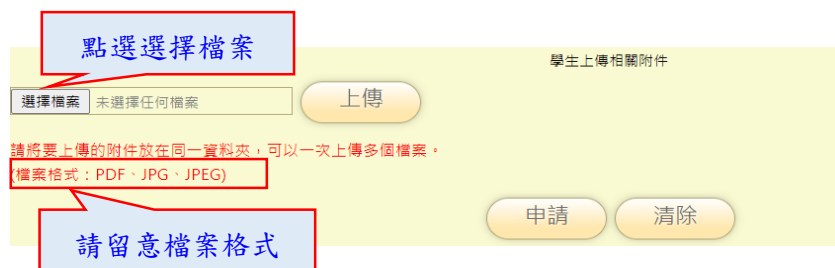 點選選擇檔案
學生上傳相關附件
選擇檔案 未選擇任何檔案 上傳
請將要上傳的附件放在同一資料夾，可以一次上傳多個檔案。
(檔案格式：PDF、JPG、JPEG)
申請 清除
請留意檔案格式